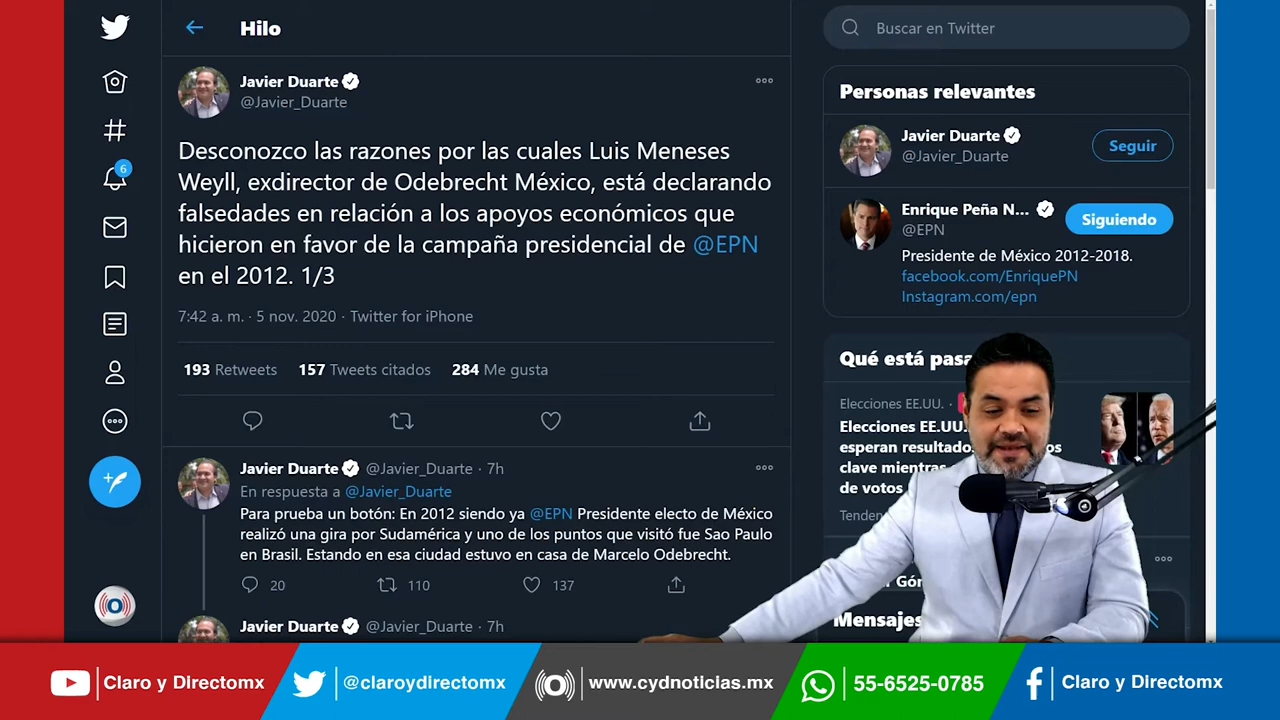 Hilo
Javier Duarte
@Javier_Duarte
Desconozco las razones por las cuales Luis Meneses
Weyll, exdirector de Odebrecht México, está declarando
falsedades en relación a los apoyos económicos que
hicieron en favor de la campaña presidencial de @EPN
en el 2012. 1/3
7:42 a. m. · 5 nov. 2020 · Twitter for iPhone
193 Retweets 157 Tweets citados 284 Me gusta
Javier Duarte @Javier_Duarte · 7h
En respuesta a @Javier_Duarte
Para prueba un botón: En 2012 siendo ya @EPN Presidente electo de México
realizó una gira por Sudamérica y uno de los puntos que visitó fue Sao Paulo
en Brasil. Estando en esa ciudad estuvo en casa de Marcelo Odebrecht.
20 110 137
Javier Duarte @Javier_Duarte · 7h
6
Buscar en Twitter
Personas relevantes
Javier Duarte
@Javier_Duarte
Seguir
Enrique Peña N...
@EPN
Siguiendo
Presidente de México 2012-2018.
facebook.com/EnriquePN
Instagram.com/epn
Qué está
Elecciones EE.UU. ·
Elecciones EE.UU.
esperan
clave mientras
de votos
Mensajes
Claro y Directomx
@claroydirectomx
www.cydnoticias.mx
55-6525-0785
Claro y Directomx